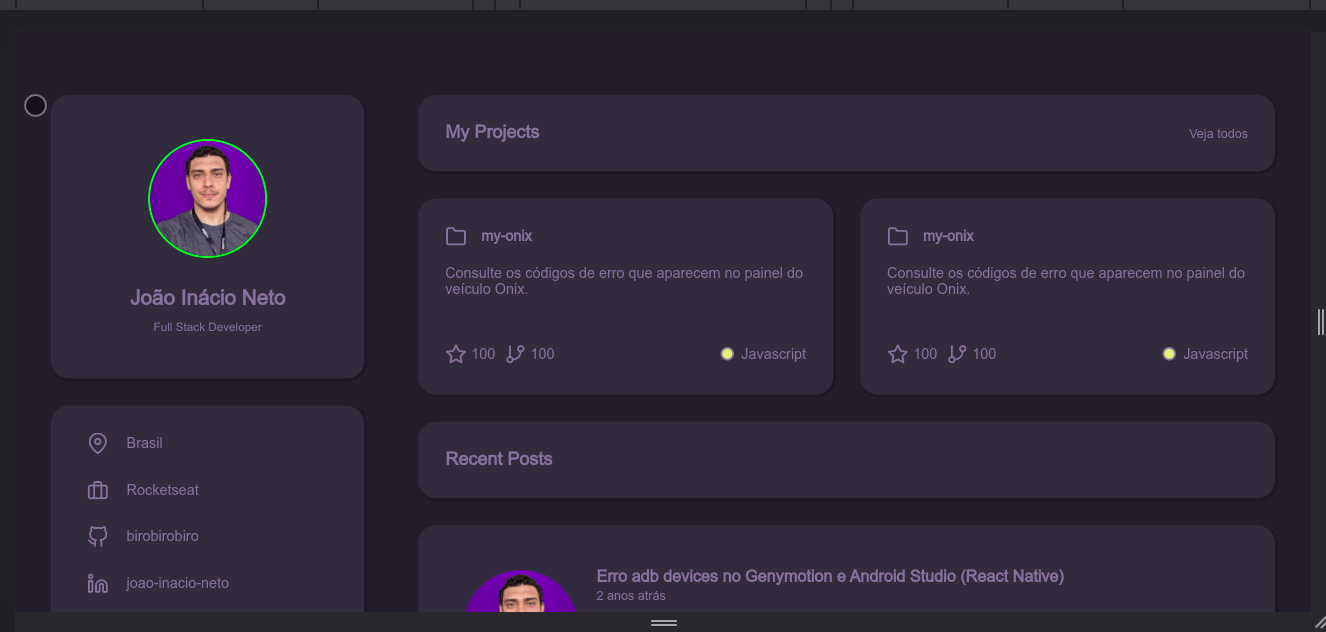 João Inácio Neto
Full Stack Developer
Brasil
Rocketseat
birobirobiro
joao-inacio-neto
My Projects
Veja todos
my-onix
Consulte os códigos de erro que aparecem no painel do
veículo Onix.
100 100 Javascript
my-onix
Consulte os códigos de erro que aparecem no painel do
veículo Onix.
100 100 Javascript
Recent Posts
Erro adb devices no Genymotion e Android Studio (React Native)
2 anos atrás